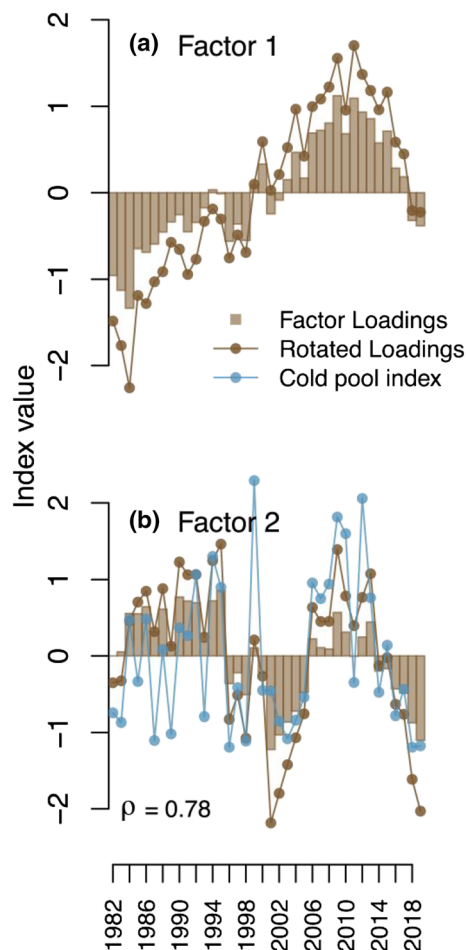 2
(a) Factor 1
1
0
−1
−2
Factor Loadings
Rotated Loadings
Cold pool index
Index value
2
(b) Factor 2
1
0
−1
−2
ρ = 0.78
1982
1986
1990
1994
1998
2002
2006
2010
2014
2018